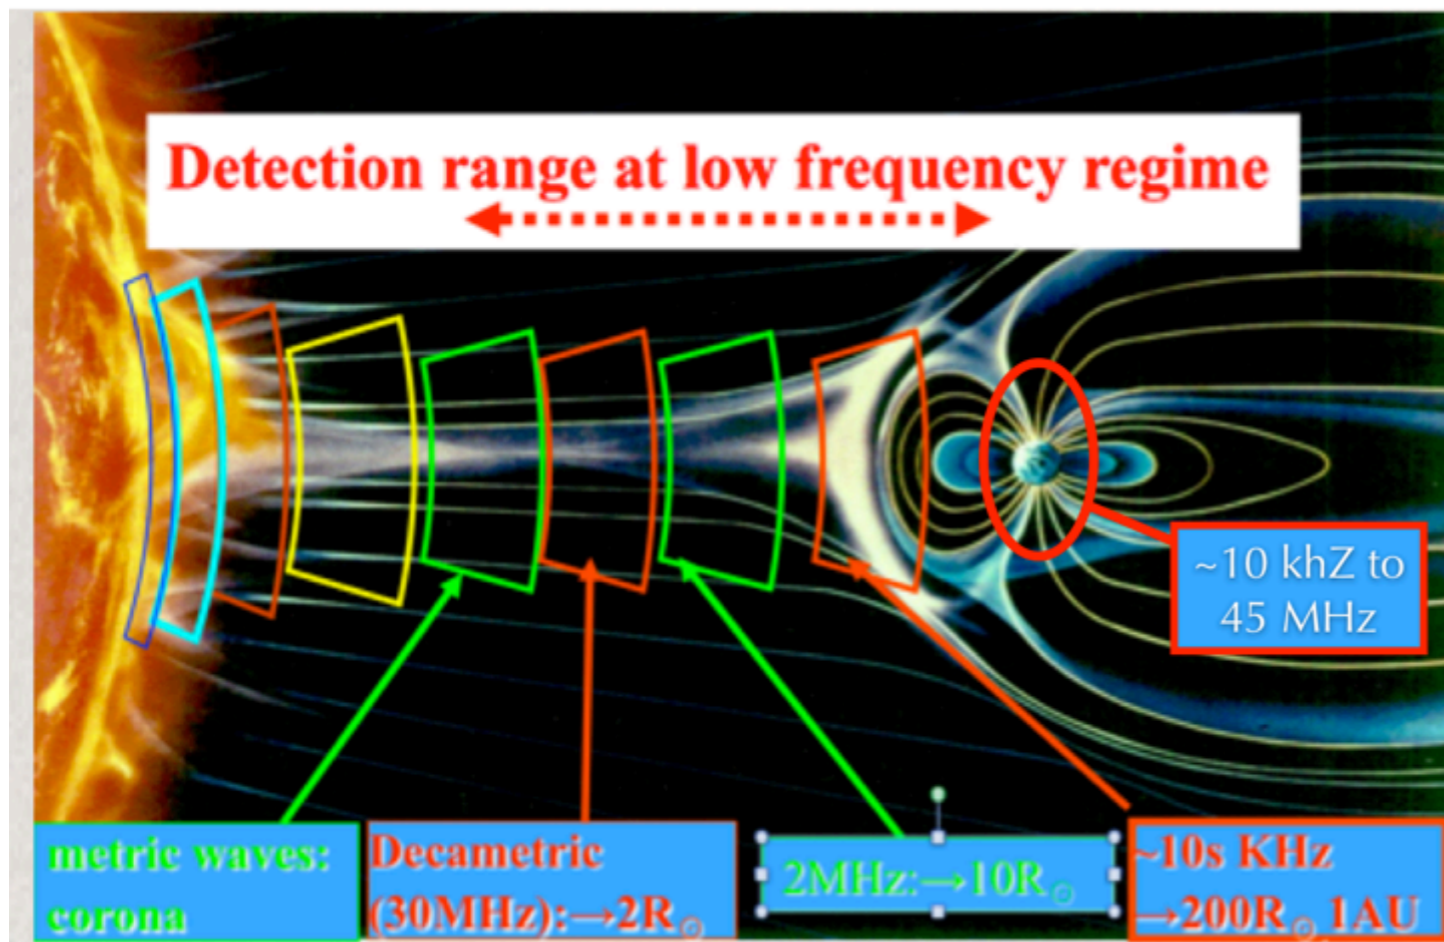 Detection range at low frequency regime
~10 khZ to
45 MHz
metric waves:
corona
Decametric
(30MHz):→2R☉
2MHz:→10R☉
~10s KHz
→200R☉ 1AU